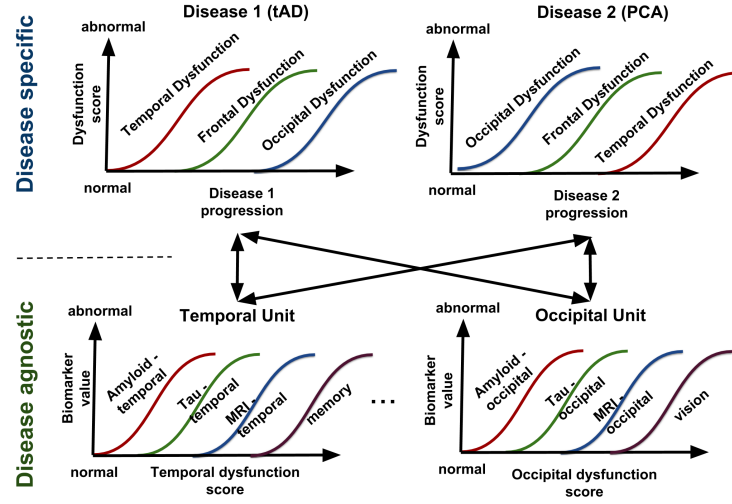 Disease specific
Disease 1 (tAD)
abnormal
Dysfunction
score
Temporal Dysfunction
Frontal Dysfunction
Occipital Dysfunction
normal
Disease 1
progression
Disease 2 (PCA)
abnormal
Dysfunction
score
Occipital Dysfunction
Frontal Dysfunction
Temporal Dysfunction
normal
Disease 2
progression
Disease agnostic
Temporal Unit
abnormal
Biomarker
value
Amyloid -
temporal
Tau -
temporal
MRI -
temporal
memory
normal
Temporal dysfunction
score
...
Occipital Unit
abnormal
Biomarker
value
Amyloid -
occipital
Tau -
occipital
MRI -
occipital
vision
normal
Occipital dysfunction
score